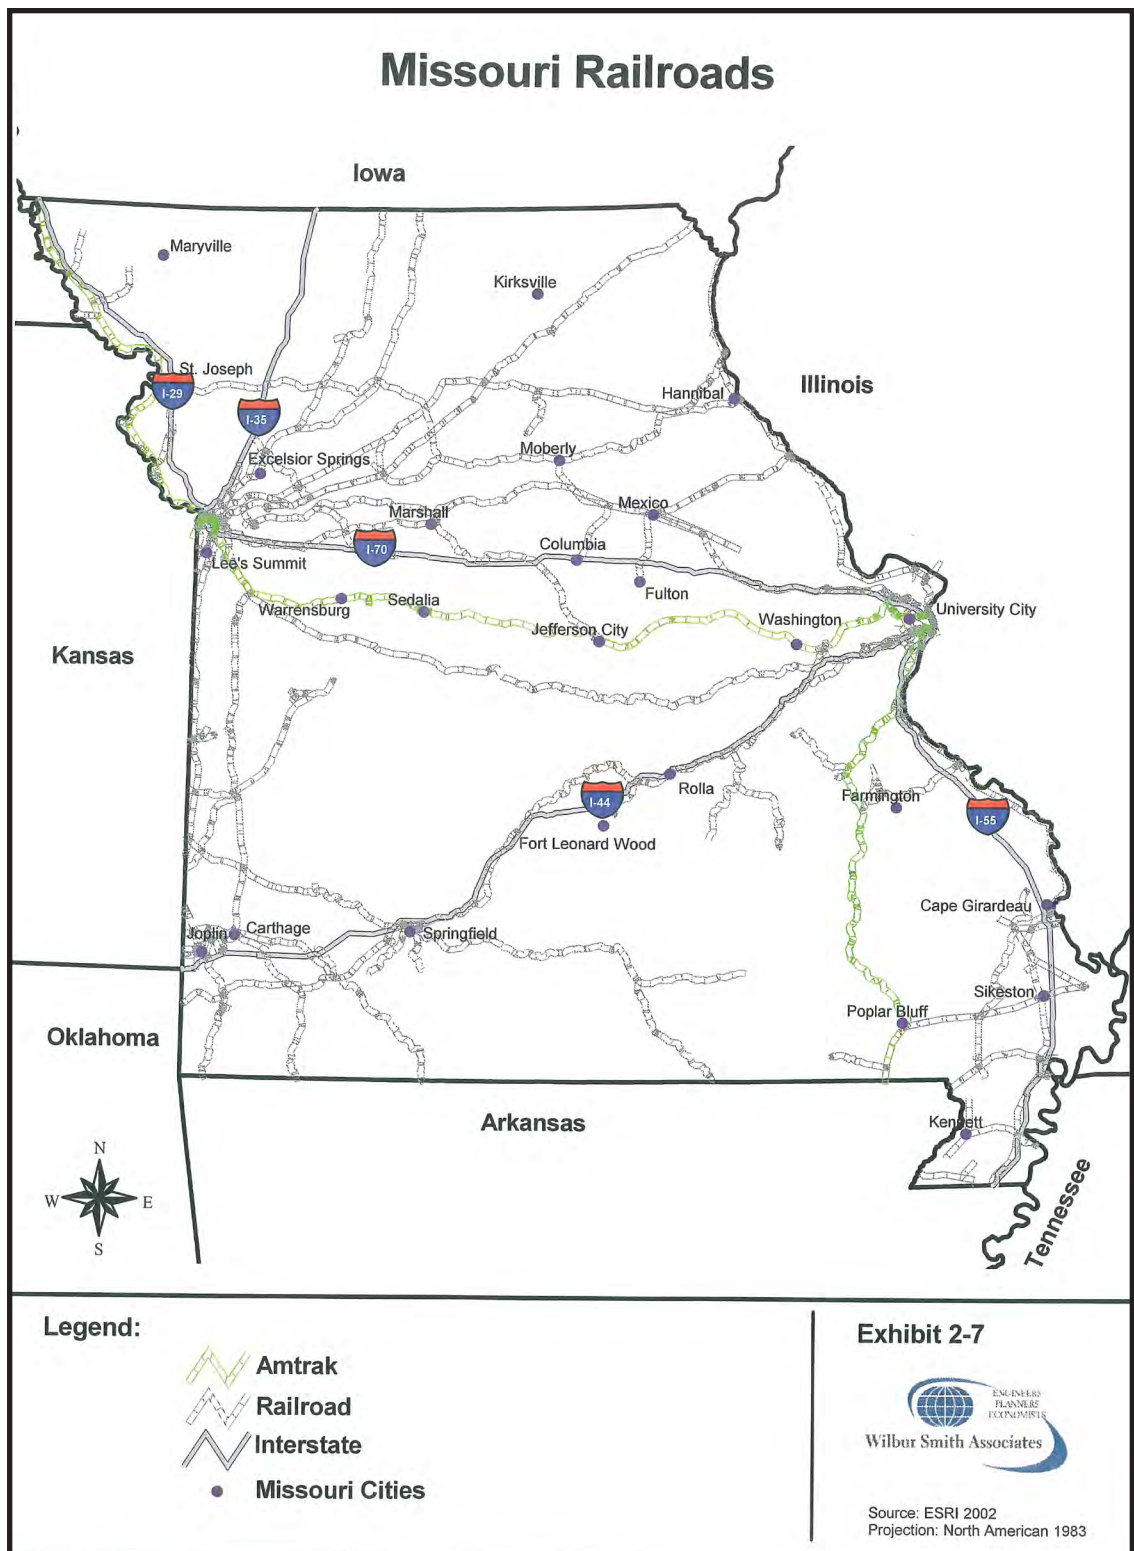 Missouri Railroads
Iowa
Maryville
Kirksville
St. Joseph
I-29
I-35
Hannibal
Illinois
Excelsior Springs
Moberly
Marshall
Mexico
I-70
Columbia
Lee's Summit
Fulton
Warrensburg
Sedalia
University City
Washington
Jefferson City
Kansas
I-44
Rolla
Farmington
I-55
Fort Leonard Wood
Cape Girardeau
Joplin
Carthage
Springfield
Sikeston
Poplar Bluff
Oklahoma
Arkansas
Kennett
Tennessee
N
W
E
S
Legend:
Amtrak
Railroad
Interstate
Missouri Cities
Exhibit 2-7
ENGINEERS
PLANNERS
ECONOMISTS
Wilbur Smith Associates
Source: ESRI 2002
Projection: North American 1983